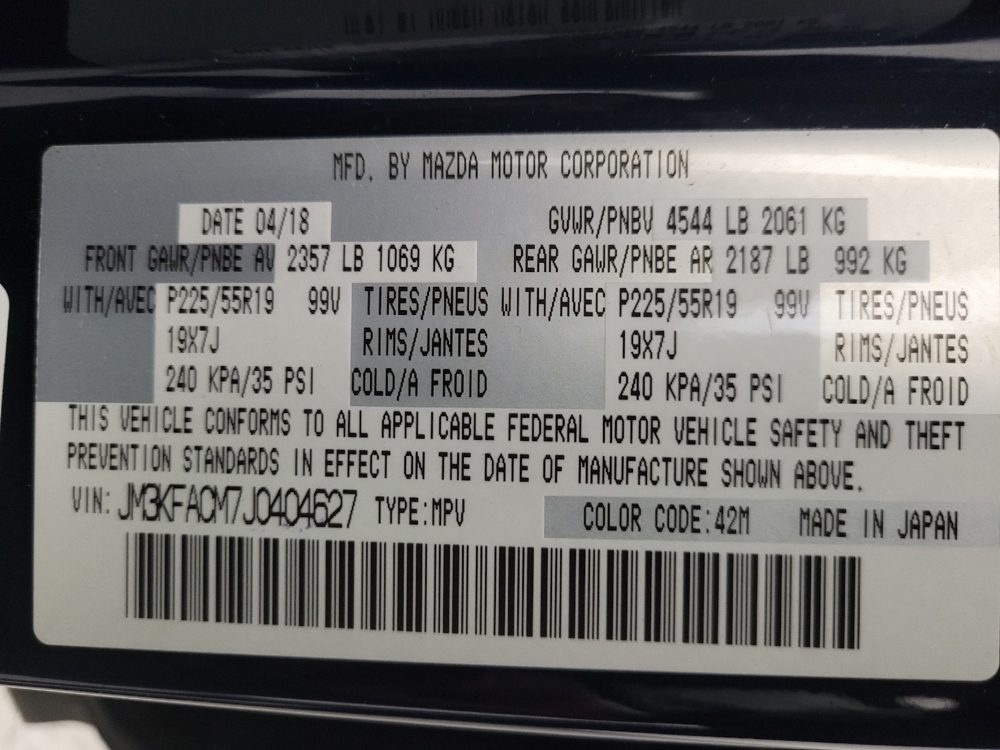 MFD. BY MAZDA MOTOR CORPORATION
DATE 04/18 GVWR/PNBV 4544 LB 2061 KG
FRONT GAWR/PNBE AV 2357 LB 1069 KG REAR GAWR/PNBE AR 2187 LB 992 KG
WITH/AVEC P225/55R19 99V TIRES/PNEUS WITH/AVEC P225/55R19 99V TIRES/PNEUS
19X7J RIMS/JANTES 19X7J RIMS/JANTES
240 KPA/35 PSI COLD/A FROID 240 KPA/35 PSI COLD/A FROID
THIS VEHICLE CONFORMS TO ALL APPLICABLE FEDERAL MOTOR VEHICLE SAFETY AND THEFT
PREVENTION STANDARDS IN EFFECT ON THE DATE OF MANUFACTURE SHOWN ABOVE.
VIN: JM3KFACM7J0404627 TYPE:MPV COLOR CODE:42M MADE IN JAPAN